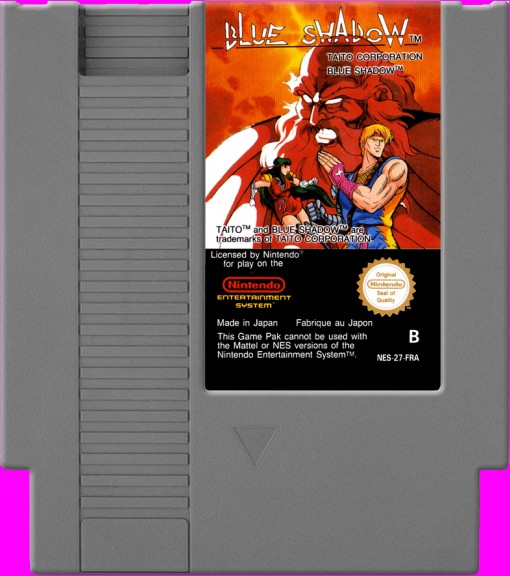 BLUE SHADOW™
TAITO CORPORATION
BLUE SHADOW™
TAITO™ and BLUE SHADOW™ are
trademarks of TAITO CORPORATION
Licensed by Nintendo®
for play on the
Nintendo®
ENTERTAINMENT
SYSTEM™
Original
Nintendo
Seal of
Quality
Made in Japan Fabrique au Japon
This Game Pak cannot be used with
the Mattel or NES versions of the
Nintendo Entertainment System™.
B
NES-27-FRA